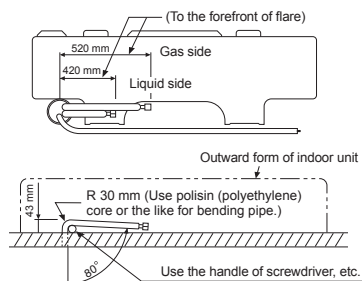 (To the forefront of flare)
520 mm
Gas side
420 mm
Liquid side
Outward form of indoor unit
43 mm
R 30 mm (Use polisin (polyethylene)
core or the like for bending pipe.)
80°
Use the handle of screwdriver, etc.